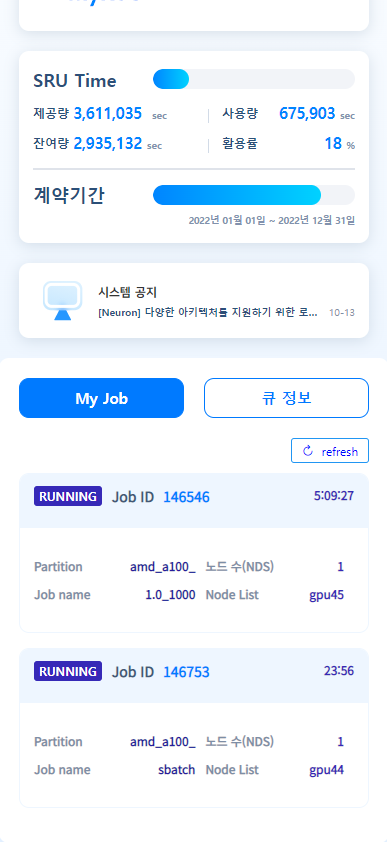 SRU Time
제공량 3,611,035 sec 사용량 675,903 sec
잔여량 2,935,132 sec 활용률 18 %
계약기간
2022년 01월 01일 ~ 2022년 12월 31일
시스템 공지
[Neuron] 다양한 아키텍처를 지원하기 위한 로... 10-13
My Job 큐 정보
refresh
RUNNING Job ID 146546 5:09:27
Partition amd_a100_ 노드 수(NDS) 1
Job name 1.0_1000 Node List gpu45
RUNNING Job ID 146753 23:56
Partition amd_a100_ 노드 수(NDS) 1
Job name sbatch Node List gpu44